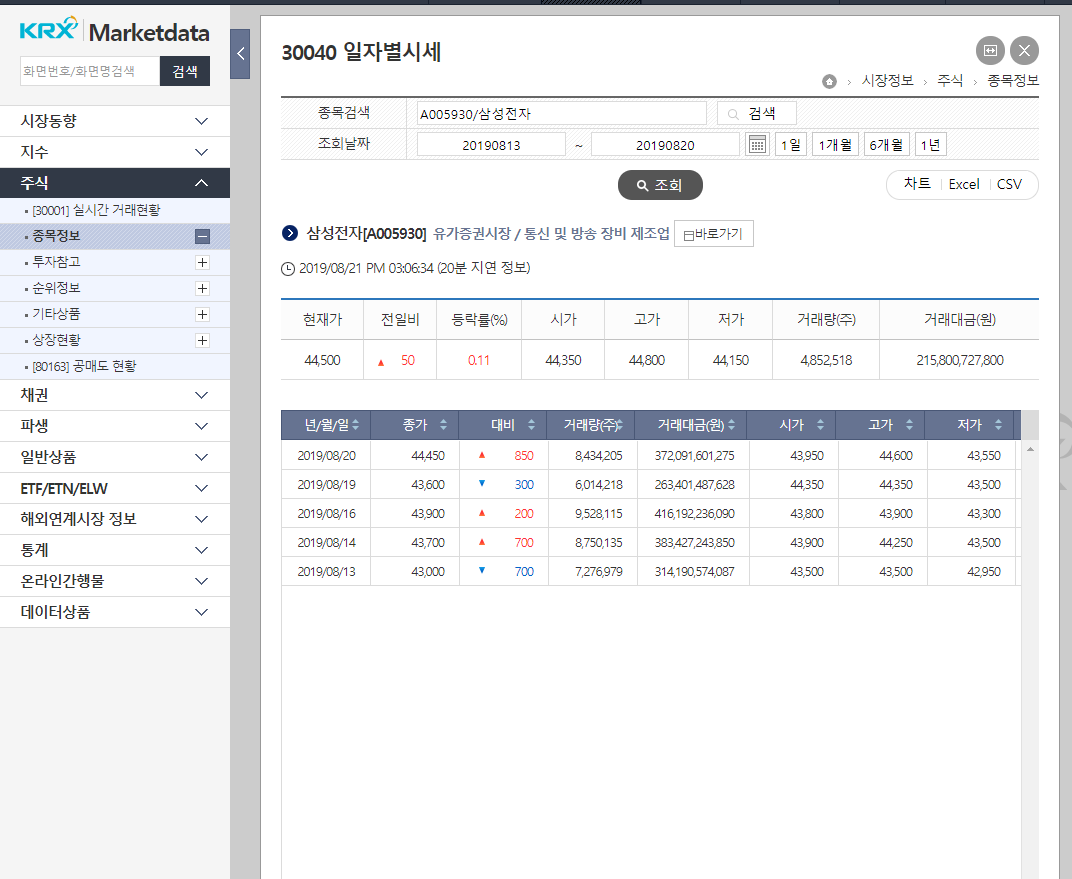 KRX Marketdata
화면번호/화면명검색 검색
시장동향
지수
주식
[30001] 실시간 거래현황
종목정보
투자참고
순위정보
기타상품
상장현황
[80163] 공매도 현황
채권
파생
일반상품
ETF/ETN/ELW
해외연계시장 정보
통계
온라인간행물
데이터상품
30040 일자별시세
시장정보 > 주식 > 종목정보
종목검색 A005930/삼성전자 검색
조회날짜 20190813 ~ 20190820 1일 1개월 6개월 1년
조회 차트 Excel CSV
삼성전자[A005930] 유가증권시장 / 통신 및 방송 장비 제조업 바로가기
2019/08/21 PM 03:06:34 (20분 지연 정보)
현재가 전일비 등락률(%) 시가 고가 저가 거래량(주) 거래대금(원)
44,500 ▲ 50 0.11 44,350 44,800 44,150 4,852,518 215,800,727,800
년/월/일 종가 대비 거래량(주) 거래대금(원) 시가 고가 저가
2019/08/20 44,450 ▲ 850 8,434,205 372,091,601,275 43,950 44,600 43,550
2019/08/19 43,600 ▼ 300 6,014,218 263,401,487,628 44,350 44,350 43,500
2019/08/16 43,900 ▲ 200 9,528,115 416,192,236,090 43,800 43,900 43,300
2019/08/14 43,700 ▲ 700 8,750,135 383,427,243,850 43,900 44,250 43,500
2019/08/13 43,000 ▼ 700 7,276,979 314,190,574,087 43,500 43,500 42,950